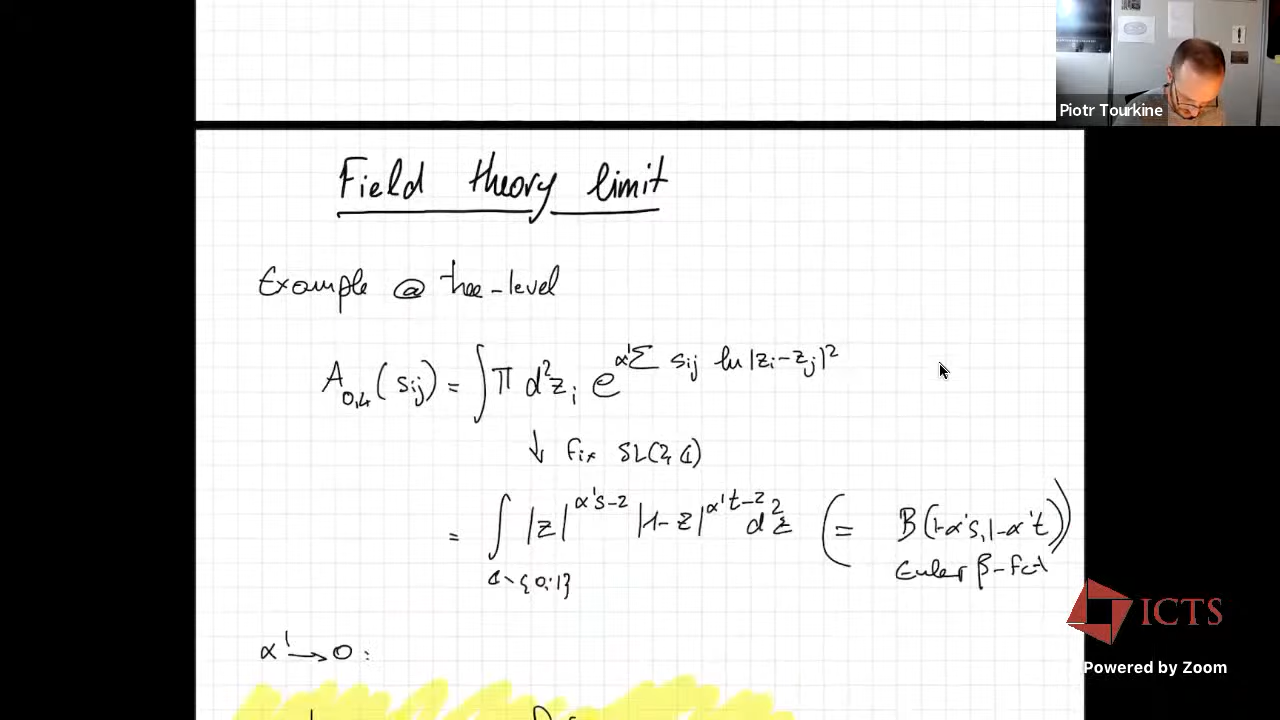 Piotr Tourkine
Field theory limit
Example @ tree-level
A₀,₄(sᵢⱼ) = ∫ Π d²zᵢ e^{α'Σ sᵢⱼ ln|zᵢ-zⱼ|²}
↓ Fix SL(2,ℂ)
= ∫_{ℂ∖{0,1}} |z|^{α's-2} |1-z|^{α't-2} d²z (= B(1-α's, 1-α't))
Euler β-fct
α' → 0 :
ICTS
Powered by Zoom